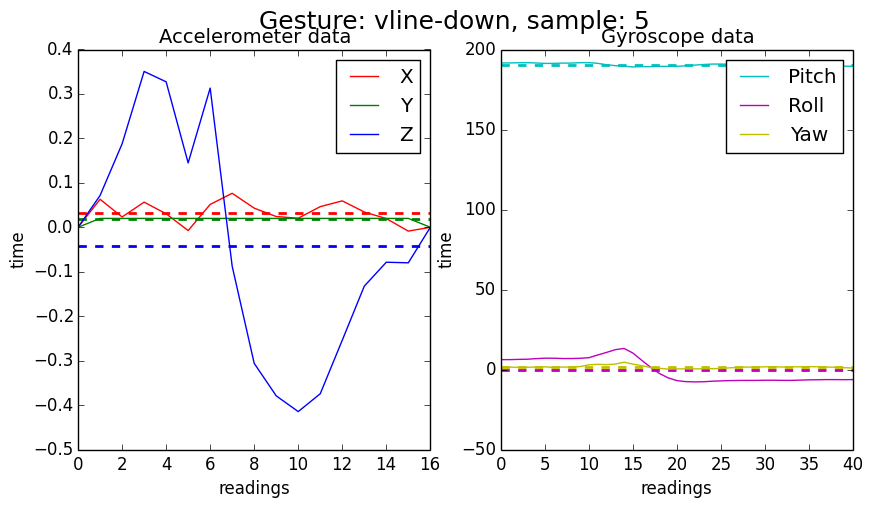 Gesture: vline-down, sample: 5
Accelerometer data
0.4
0.3
0.2
0.1
0.0
−0.1
−0.2
−0.3
−0.4
−0.5
time
0 2 4 6 8 10 12 14 16
readings
X
Y
Z
Gyroscope data
200
150
100
50
0
−50
time
0 5 10 15 20 25 30 35 40
readings
Pitch
Roll
Yaw